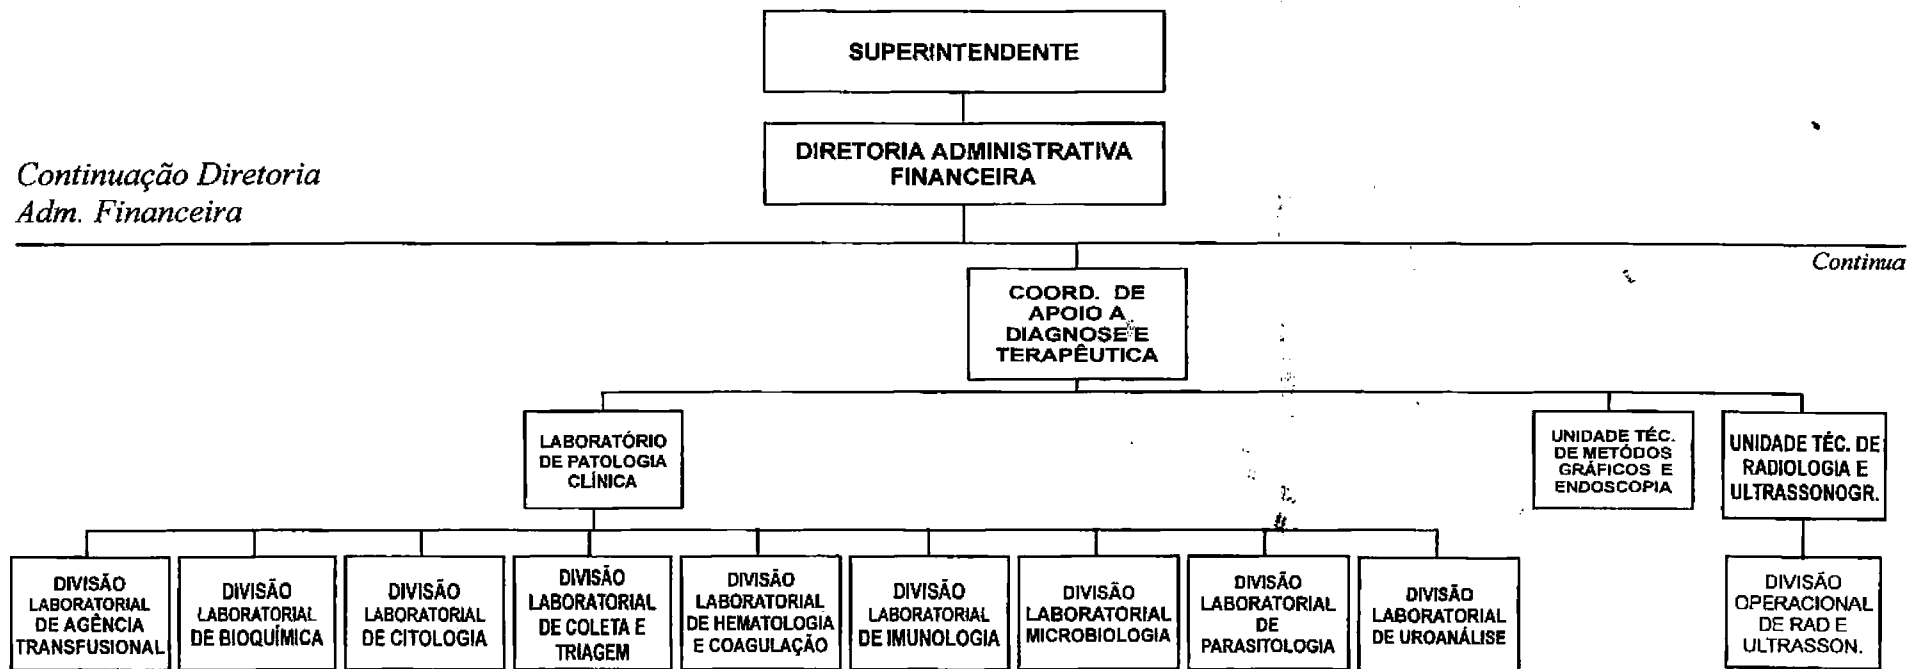 SUPERINTENDENTE
DIRETORIA ADMINISTRATIVA
FINANCEIRA
Continuação Diretoria
Adm. Financeira
Continua
COORD. DE
APOIO A
DIAGNOSE E
TERAPÊUTICA
LABORATÓRIO
DE PATOLOGIA
CLÍNICA
UNIDADE TÉC.
DE METÓDOS
GRÁFICOS E
ENDOSCOPIA
UNIDADE TÉC. DE
RADIOLOGIA E
ULTRASSONOGR.
DIVISÃO
LABORATORIAL
DE AGÊNCIA
TRANSFUSIONAL
DIVISÃO
LABORATORIAL
DE BIOQUÍMICA
DIVISÃO
LABORATORIAL
DE CITOLOGIA
DIVISÃO
LABORATORIAL
DE COLETA E
TRIAGEM
DIVISÃO
LABORATORIAL
DE HEMATOLOGIA
E COAGULAÇÃO
DIVISÃO
LABORATORIAL
DE IMUNOLOGIA
DIVISÃO
LABORATORIAL
MICROBIOLOGIA
DIVISÃO
LABORATORIAL
DE
PARASITOLOGIA
DIVISÃO
LABORATORIAL
DE UROANÁLISE
DIVISÃO
OPERACIONAL
DE RAD E
ULTRASSON.